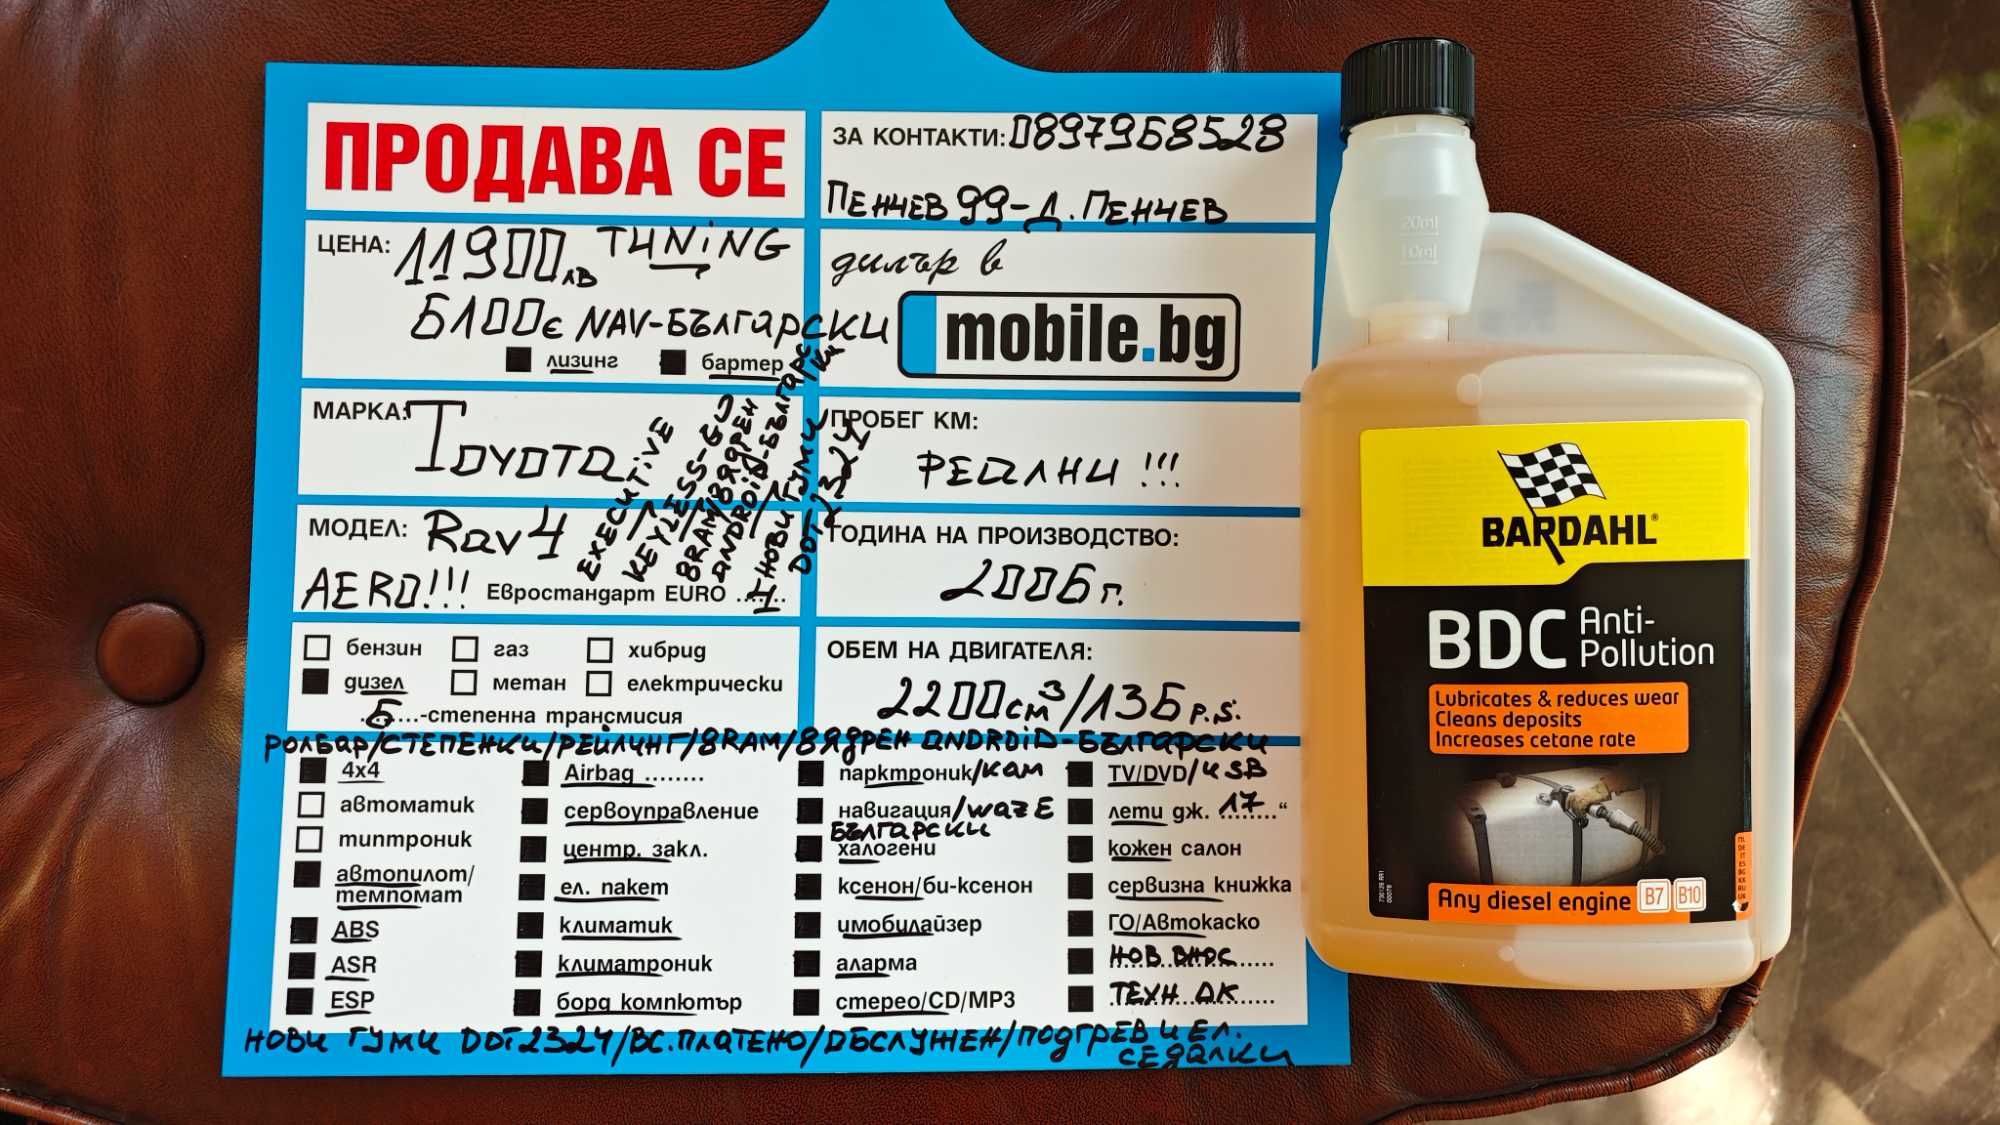 ПРОДАВА СЕ
ЗА КОНТАКТИ: 0897968528
ПЕНЧЕВ 99-Д. ПЕНЧЕВ
ЦЕНА: 11900лв TUNiNG
6100€ NAV-БЪЛГАРСКИ
лизинг бартер
дилър в
mobile.bg
МАРКА: TOYOTA
EXECUTIVE
KEYLESS-GO
8RAM/8ЯДРЕН
ANDROiD-БЪЛГАРСКИ
НОВИ ГУМИ
DOT2324
ПРОБЕГ КМ:
РЕАЛНИ!!!
МОДЕЛ: Rav4
AERO!!! Евростандарт EURO ......4
ГОДИНА НА ПРОИЗВОДСТВО:
2006г.
бензин газ хибрид
дизел метан електрически
6-степенна трансмисия
ОБЕМ НА ДВИГАТЕЛЯ:
2200см³/136P.S.
РОЛБАР/СТЕПЕНКИ/РЕЙЛИНГ/8RAM/8ЯДРЕН ANDROiD-БЪЛГАРСКИ
4x4 Airbag ........ парктроник/КАМ TV/DVD/USB
автоматик сервоуправление навигация/WAZE лети дж. 17 "
БЪЛГАРСКИ
типтроник центр. закл. халогени кожен салон
автопилот/ ел. пакет ксенон/би-ксенон сервизна книжка
темпомат
ABS климатик имобилайзер ГО/Автокаско
ASR климатроник аларма НОВ ВНОС
ESP борд компютър стерео/CD/MP3 ТЕХН ОК
НОВИ ГУМИ DOT2324/ВС.ПЛАТЕНО/ОБСЛУЖЕН/ПОДГРЕВ И ЕЛ.
СЕДАЛКИ
20ml
10ml
BARDAHL®
BDC Anti-
Pollution
Lubricates & reduces wear
Cleans deposits
Increases cetane rate
Any diesel engine B7 B10